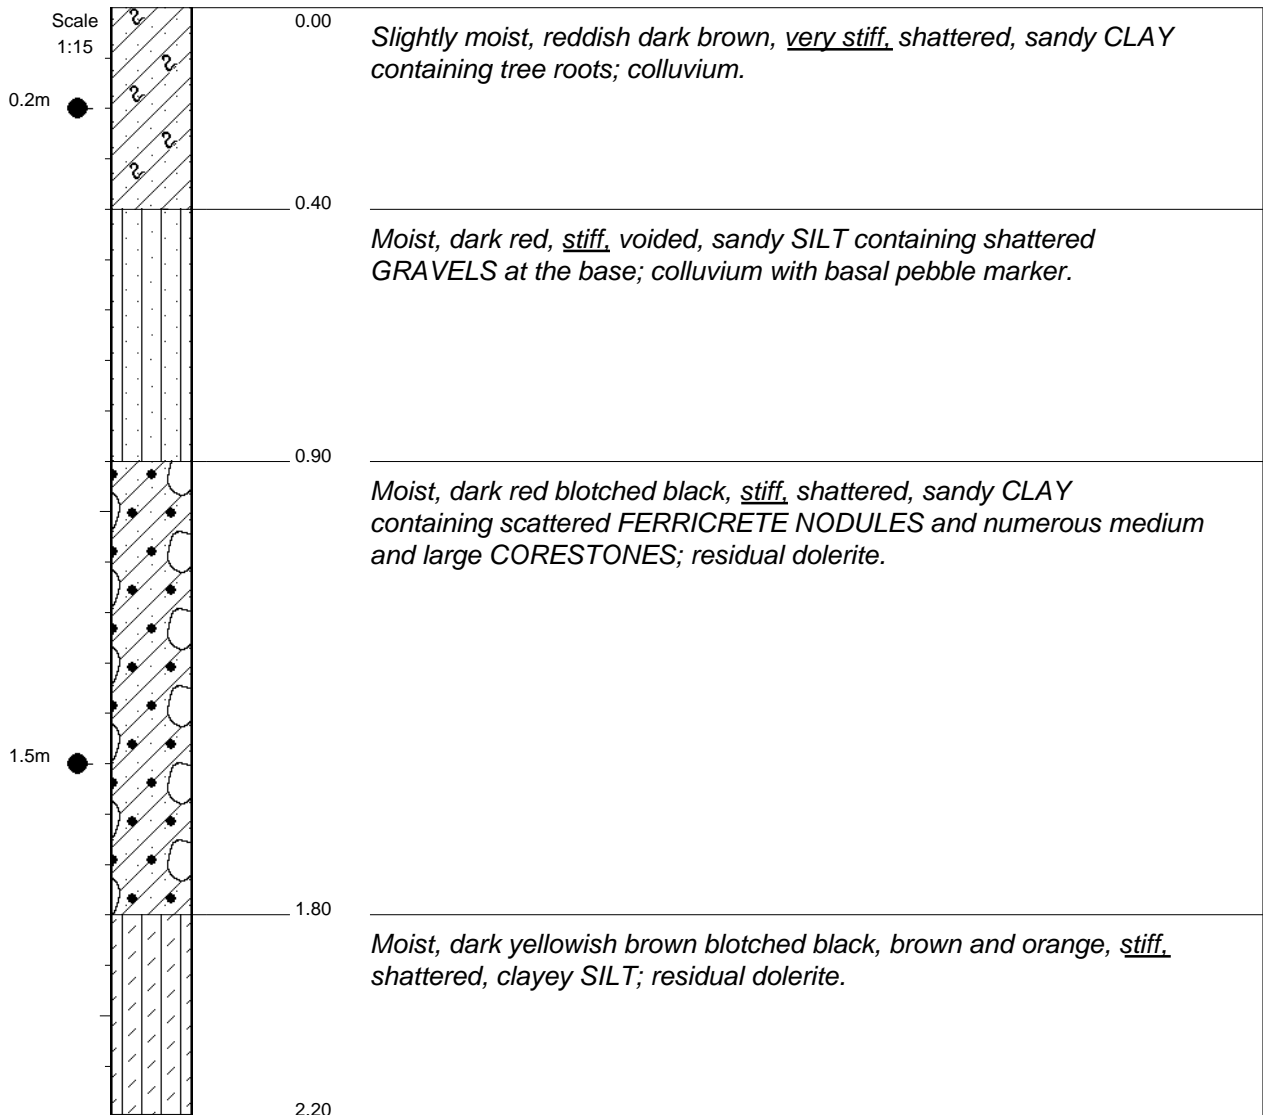 Scale
1:15
0.00
Slightly moist, reddish dark brown, very stiff, shattered, sandy CLAY
containing tree roots; colluvium.
0.2m
0.40
Moist, dark red, stiff, voided, sandy SILT containing shattered
GRAVELS at the base; colluvium with basal pebble marker.
0.90
Moist, dark red blotched black, stiff, shattered, sandy CLAY
containing scattered FERRICRETE NODULES and numerous medium
and large CORESTONES; residual dolerite.
1.5m
1.80
Moist, dark yellowish brown blotched black, brown and orange, stiff,
shattered, clayey SILT; residual dolerite.
2.20